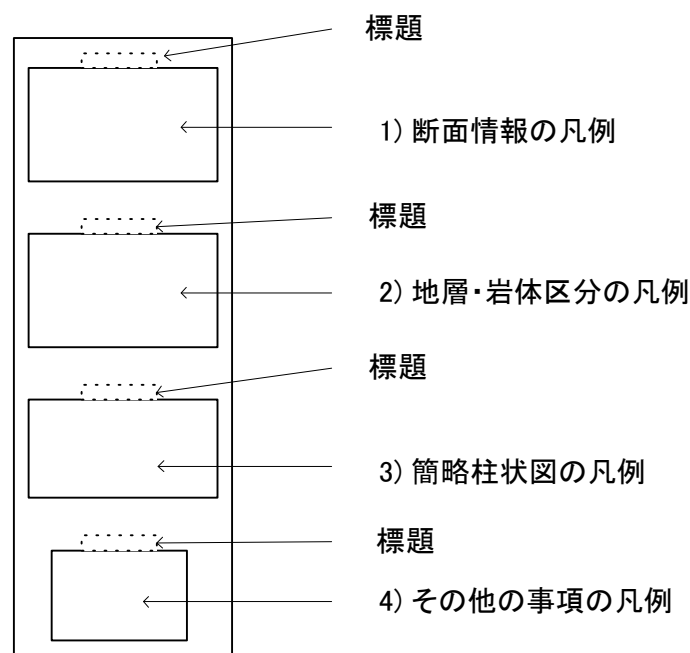 標題
1) 断面情報の凡例
標題
2) 地層・岩体区分の凡例
標題
3) 簡略柱状図の凡例
標題
4) その他の事項の凡例